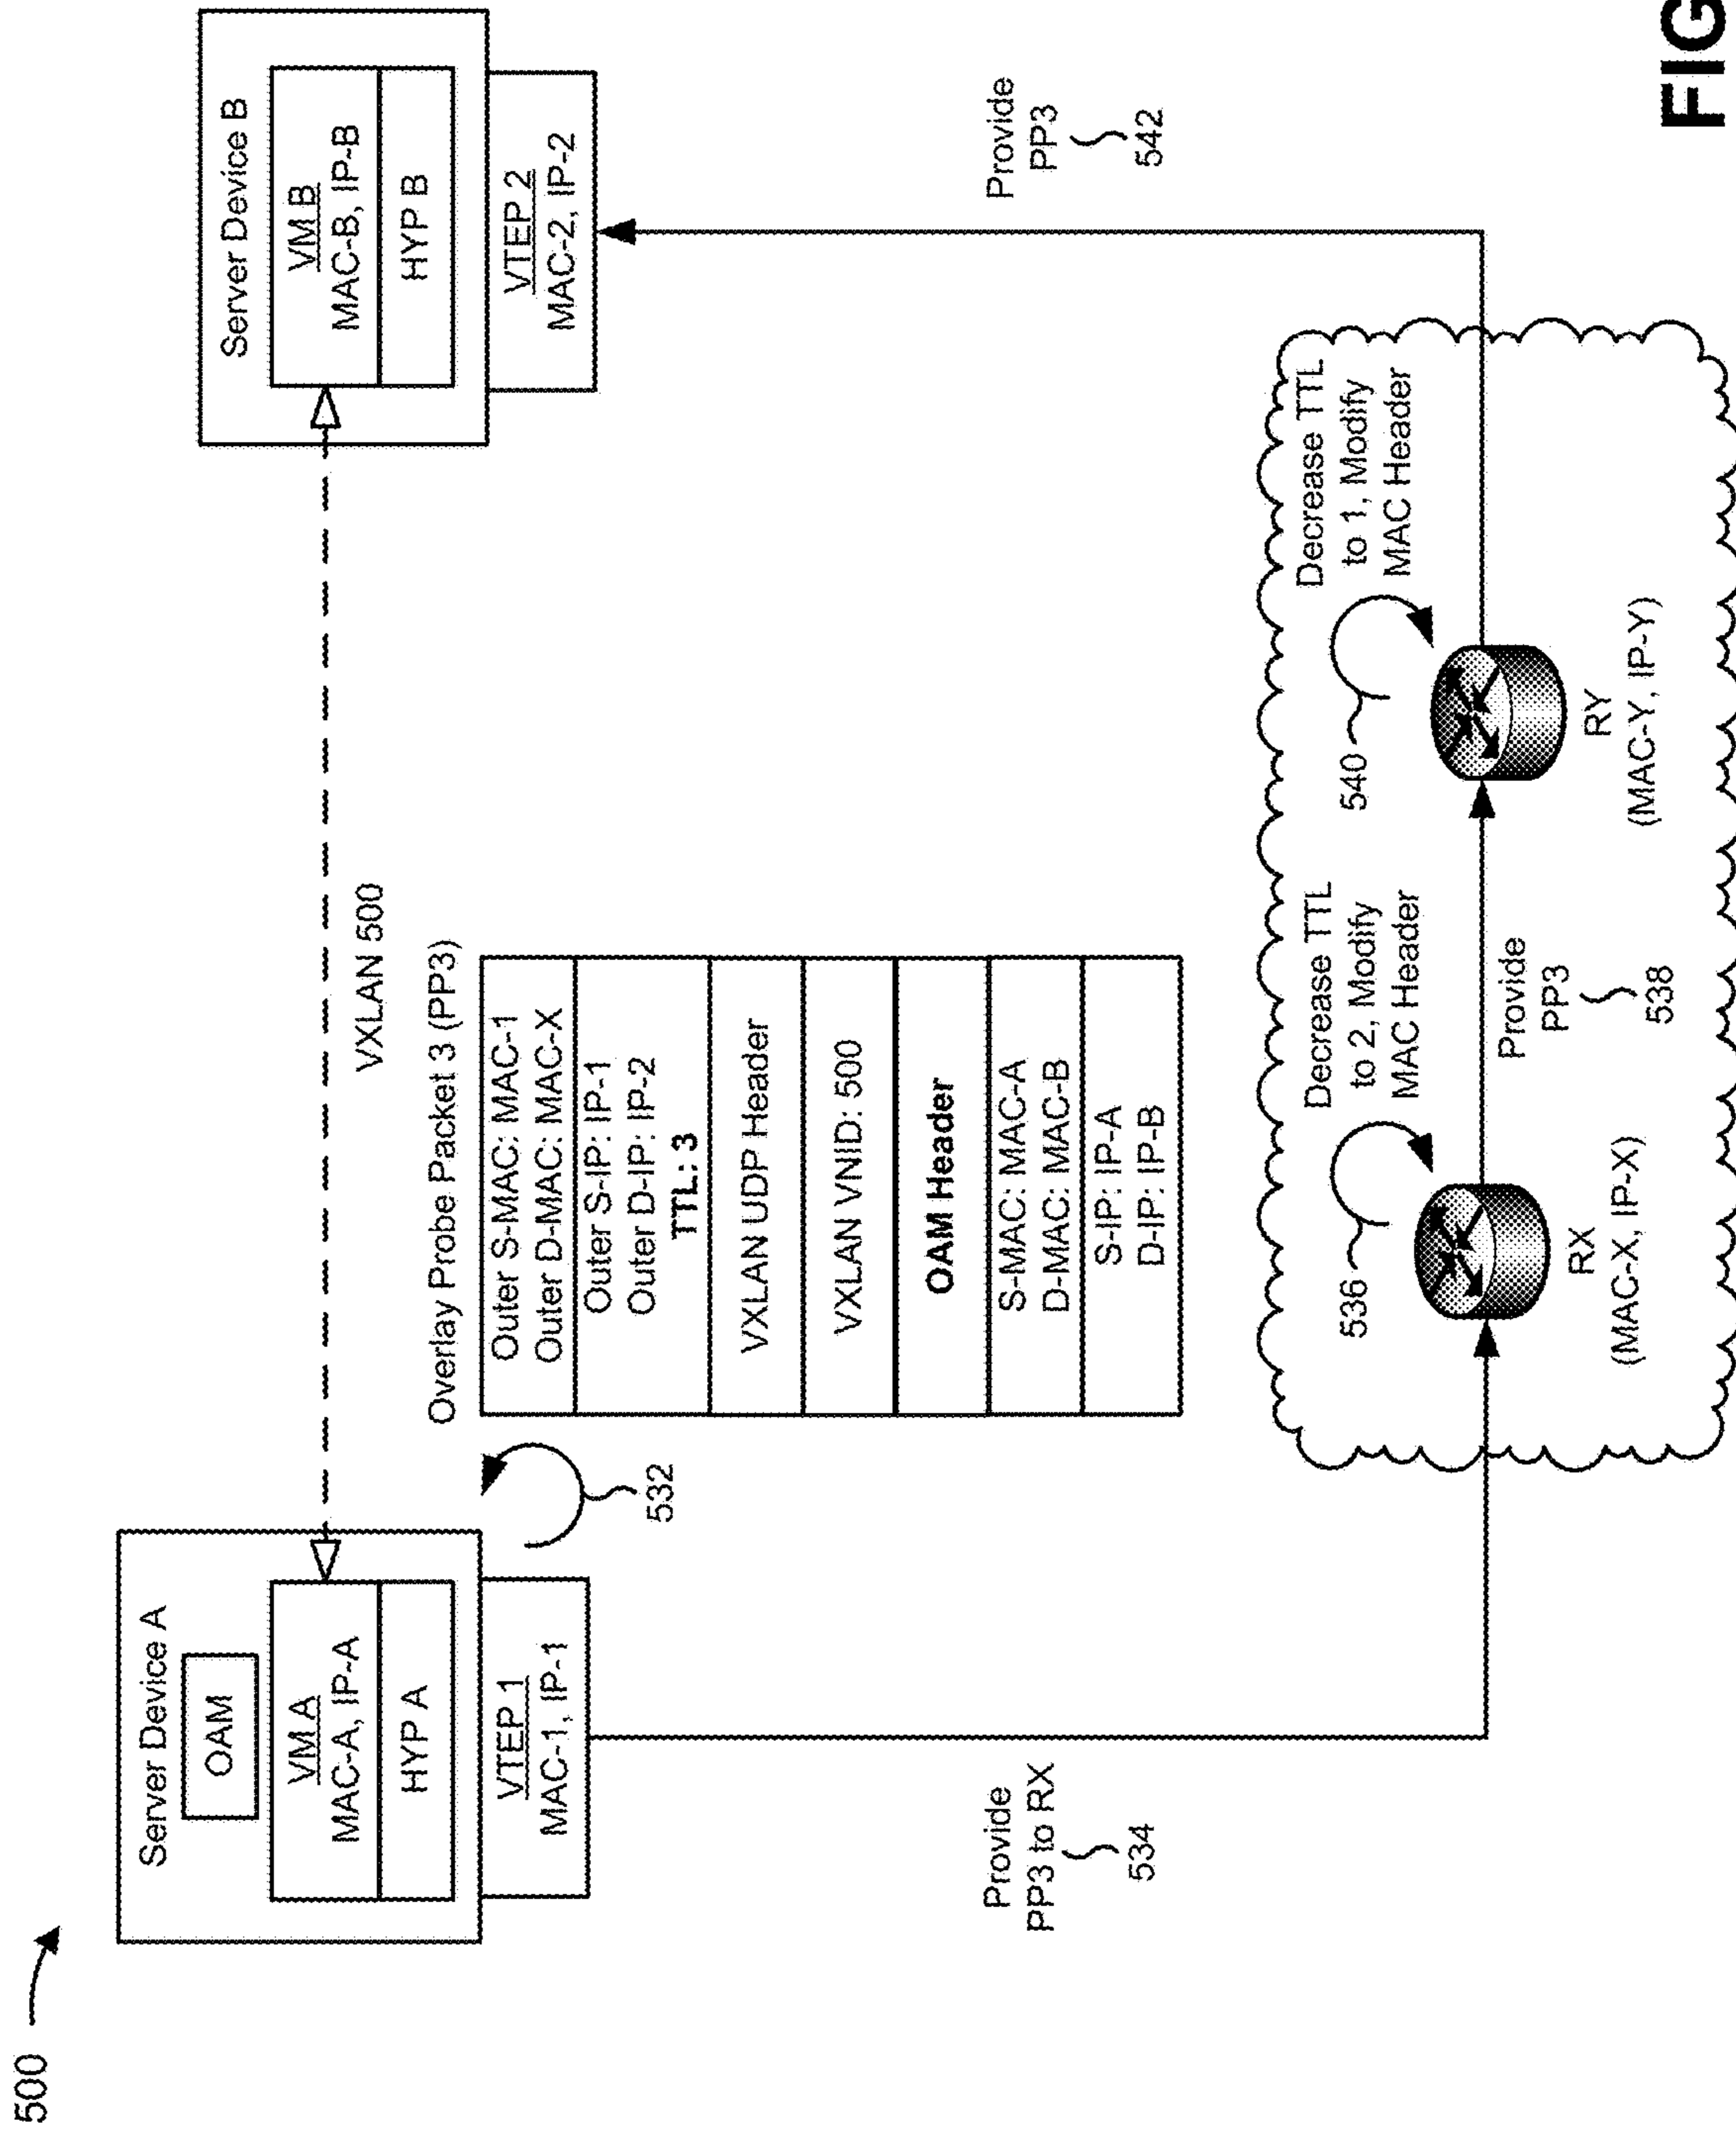 500
Server Device A
OAM
VM A
MAC-A, IP-A
HYP A
VTEP 1
MAC-1, IP-1
532
VXLAN 500
Overlay Probe Packet 3 (PP3)
Outer S-MAC: MAC-1
Outer D-MAC: MAC-X
Outer S-IP: IP-1
Outer D-IP: IP-2
TTL: 3
VXLAN UDP Header
VXLAN VNID: 500
OAM Header
S-MAC: MAC-A
D-MAC: MAC-B
S-IP: IP-A
D-IP: IP-B
Server Device B
VM B
MAC-B, IP-B
HYP B
VTEP 2
MAC-2, IP-2
Provide
PP3 to RX
534
536
Decrease TTL
to 2, Modify
MAC Header
RX
(MAC-X, IP-X)
Provide
PP3
538
540
Decrease TTL
to 1, Modify
MAC Header
RY
(MAC-Y, IP-Y)
Provide
PP3
542
FIG